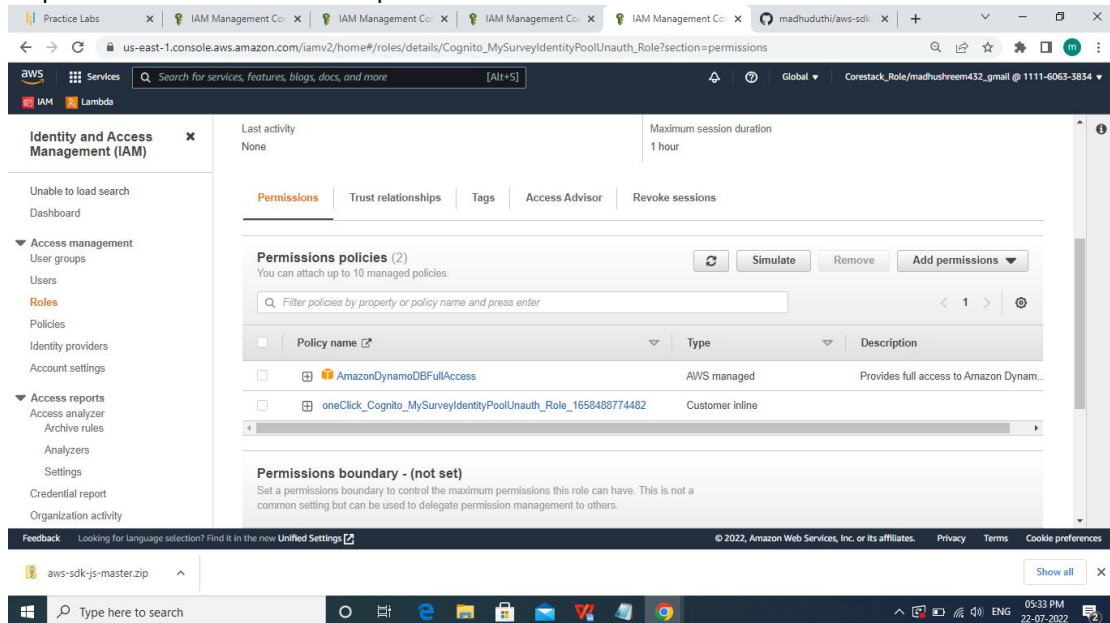 Practice Labs
IAM Management Co
IAM Management Co
IAM Management Co
IAM Management Co
madhuduthi/aws-sdk-
us-east-1.console.aws.amazon.com/iamv2/home#/roles/details/Cognito_MySurveyIdentityPoolUnauth_Role?section=permissions
m
aws
Services
Search for services, features, blogs, docs, and more
[Alt+S]
Global
Corestack_Role/madhushreem432_gmail @ 1111-6063-3834
IAM
Lambda
Identity and Access
Management (IAM)
Unable to load search
Dashboard
Access management
User groups
Users
Roles
Policies
Identity providers
Account settings
Access reports
Access analyzer
Archive rules
Analyzers
Settings
Credential report
Organization activity
Last activity
None
Maximum session duration
1 hour
Permissions
Trust relationships
Tags
Access Advisor
Revoke sessions
Permissions policies (2)
You can attach up to 10 managed policies.
Simulate
Remove
Add permissions
Filter policies by property or policy name and press enter
1
Policy name
Type
Description
AmazonDynamoDBFullAccess
AWS managed
Provides full access to Amazon Dynam..
oneClick_Cognito_MySurveyIdentityPoolUnauth_Role_1658488774482
Customer inline
Permissions boundary - (not set)
Set a permissions boundary to control the maximum permissions this role can have. This is not a
common setting but can be used to delegate permission management to others.
Feedback
Looking for language selection? Find it in the new Unified Settings
© 2022, Amazon Web Services, Inc. or its affiliates.
Privacy
Terms
Cookie preferences
aws-sdk-js-master.zip
Show all
Type here to search
ENG
05:33 PM
22-07-2022
2